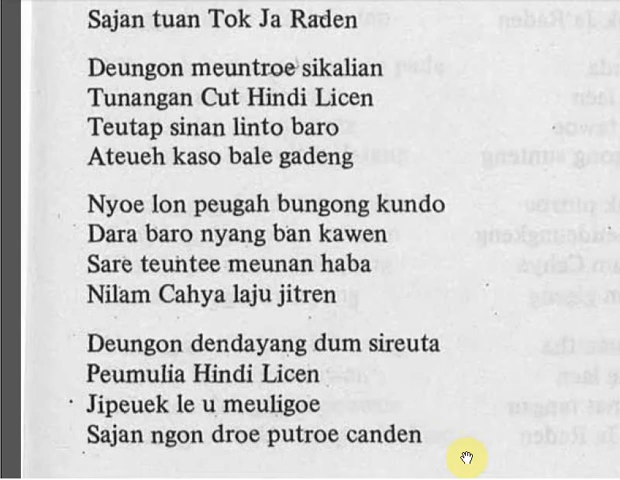 Sajan tuan Tok Ja Raden
Deungon meuntroe sikalian
Tunangan Cut Hindi Licen
Teutap sinan linto baro
Ateueh kaso bale gadeng
Nyoe lon peugah bungong kundo
Dara baro nyang ban kawen
Sare teuntee meunan haba
Nilam Cahya laju jitren
Deungon dendayang dum sireuta
Peumulia Hindi Licen
Jipeuek le u meuligoe
Sajan ngon droe putroe canden